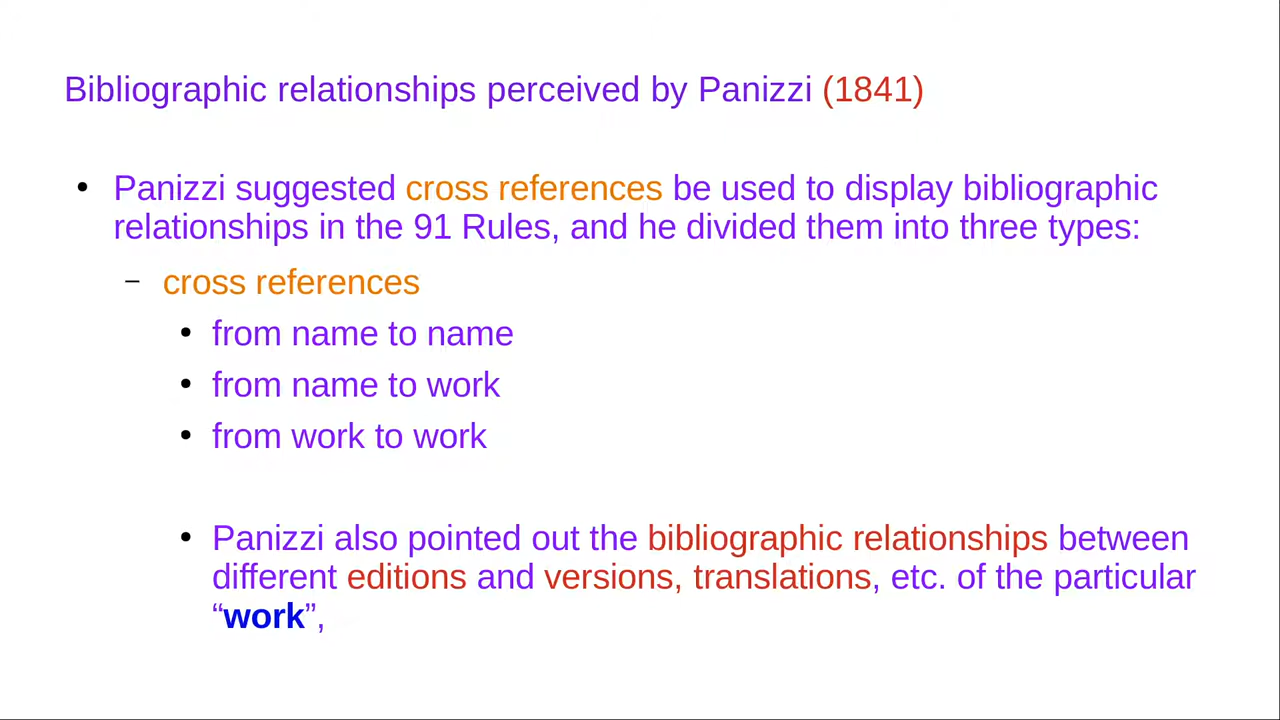 Bibliographic relationships perceived by Panizzi (1841)
• Panizzi suggested cross references be used to display bibliographic
relationships in the 91 Rules, and he divided them into three types:
– cross references
• from name to name
• from name to work
• from work to work
• Panizzi also pointed out the bibliographic relationships between
different editions and versions, translations, etc. of the particular
“work”,